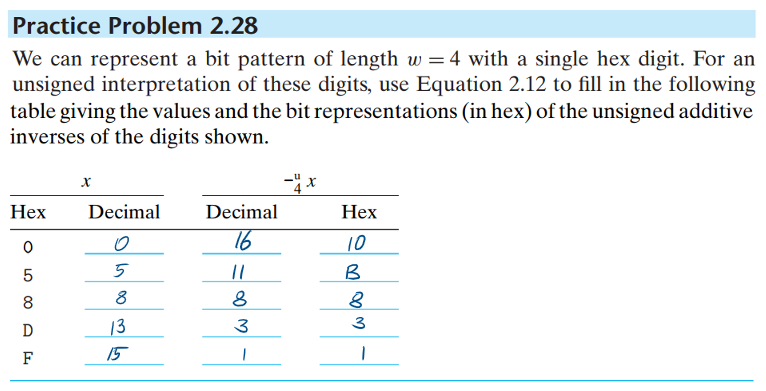 Practice Problem 2.28
We can represent a bit pattern of length w = 4 with a single hex digit. For an
unsigned interpretation of these digits, use Equation 2.12 to fill in the following
table giving the values and the bit representations (in hex) of the unsigned additive
inverses of the digits shown.
x -ᵘ₄ x
Hex Decimal Decimal Hex
0 0 16 10
5 5 11 B
8 8 8 8
D 13 3 3
F 15 1 1